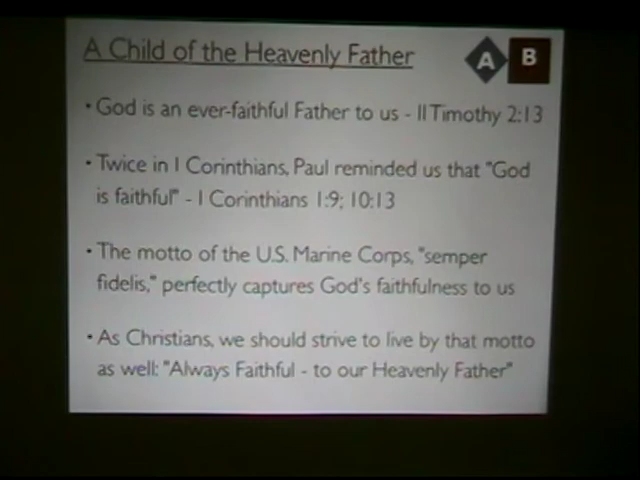 A Child of the Heavenly Father
A B
• God is an ever-faithful Father to us - II Timothy 2:13
• Twice in I Corinthians, Paul reminded us that "God
is faithful" - I Corinthians 1:9; 10:13
• The motto of the U.S. Marine Corps, "semper
fidelis," perfectly captures God's faithfulness to us
• As Christians, we should strive to live by that motto
as well: "Always Faithful - to our Heavenly Father"